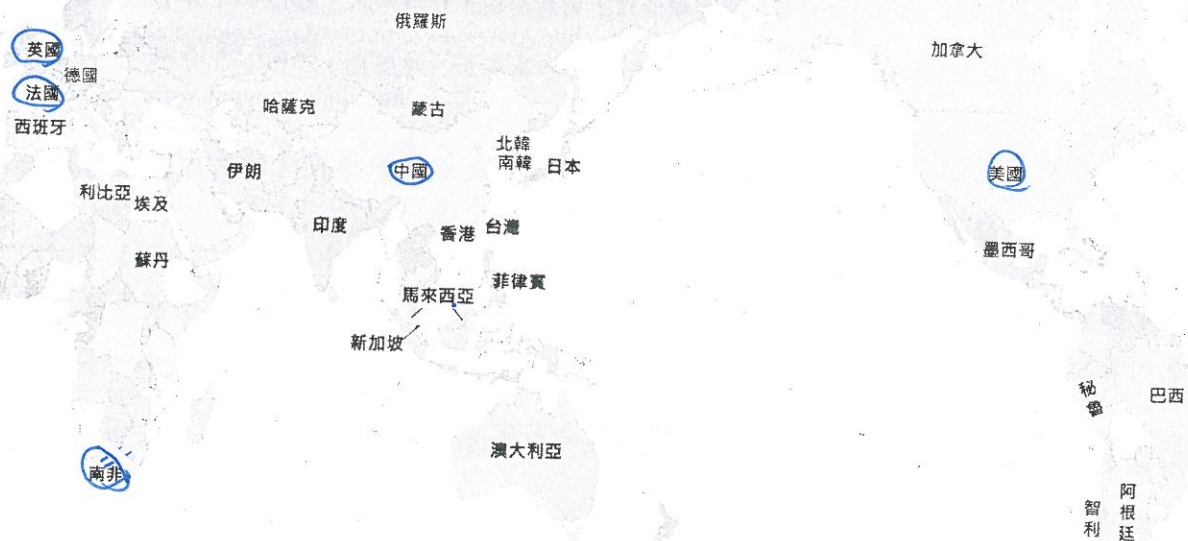 俄羅斯
英國
加拿大
德國
法國
哈薩克
蒙古
西班牙
北韓
南韓
日本
伊朗
中國
美國
利比亞
埃及
印度
香港
台灣
墨西哥
蘇丹
菲律賓
馬來西亞
新加坡
秘魯
巴西
澳大利亞
南非
阿根廷
智利